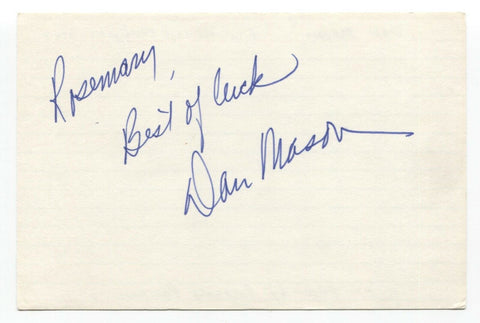 Rosemary,
Best of luck
Dan Mason